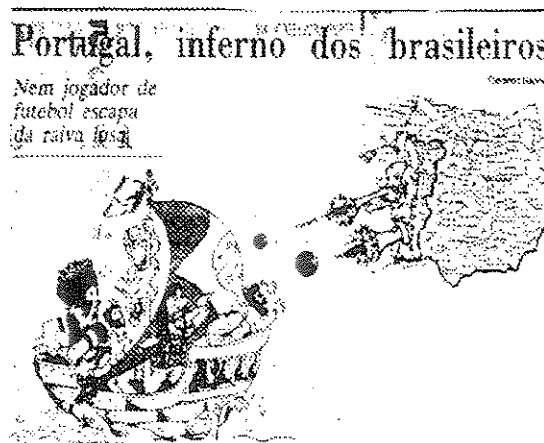 Portugal, inferno dos brasileiros
Nem jogador de
futebol escapa
da raiva lusa